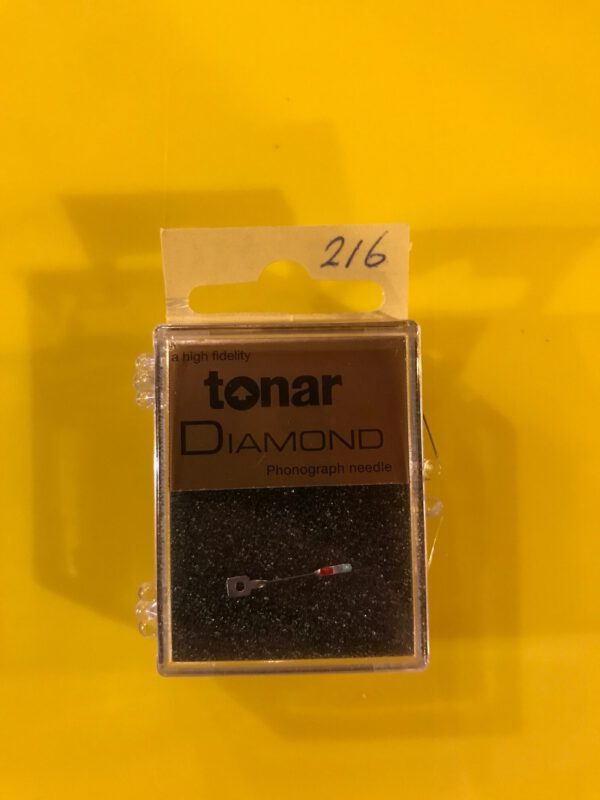 216
a high fidelity
tonar
DIAMOND
Phonograph needle